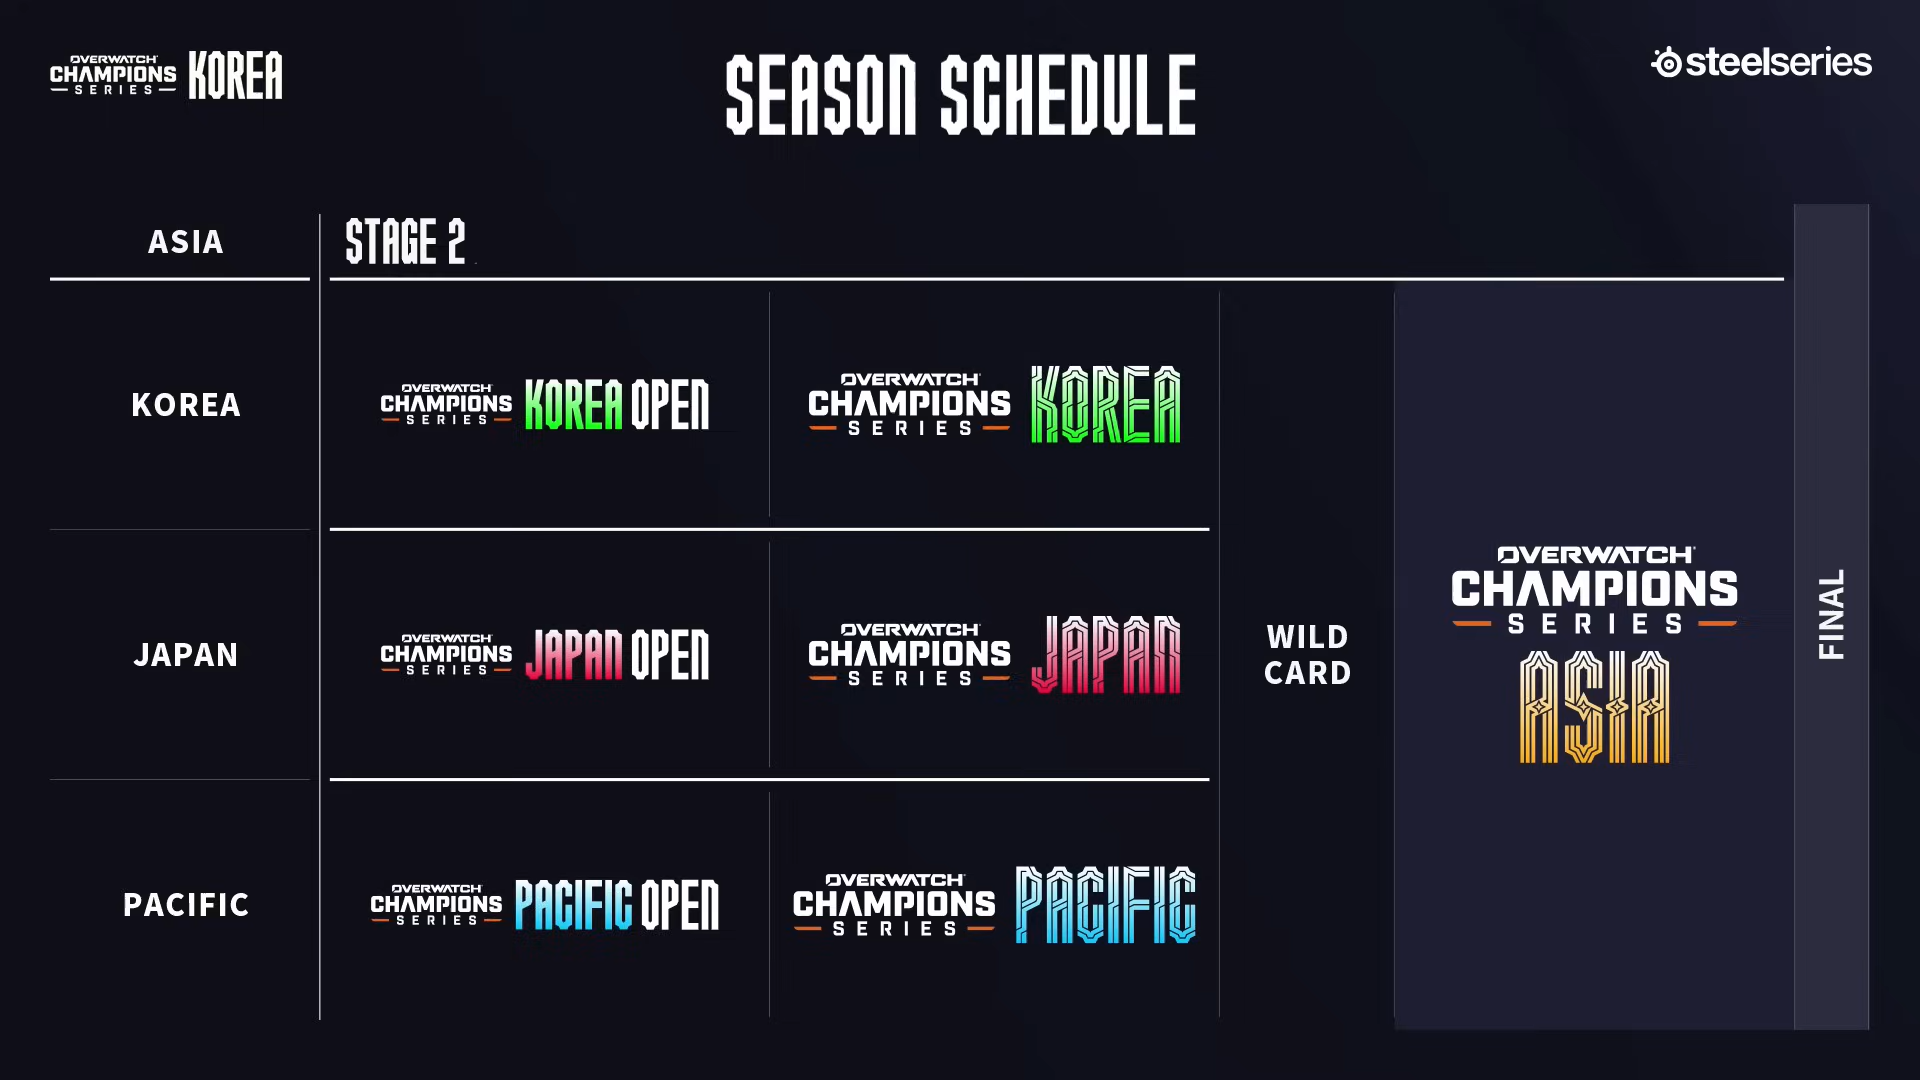 OVERWATCH
CHAMPIONS
SERIES
KOREA
SEASON SCHEDULE
steelseries
ASIA
STAGE 2
KOREA
OVERWATCH
CHAMPIONS
SERIES
KOREA OPEN
OVERWATCH
CHAMPIONS
SERIES
KOREA
JAPAN
OVERWATCH
CHAMPIONS
SERIES
JAPAN OPEN
OVERWATCH
CHAMPIONS
SERIES
JAPAN
PACIFIC
OVERWATCH
CHAMPIONS
SERIES
PACIFIC OPEN
OVERWATCH
CHAMPIONS
SERIES
PACIFIC
WILD
CARD
OVERWATCH
CHAMPIONS
SERIES
ASIA
FINAL